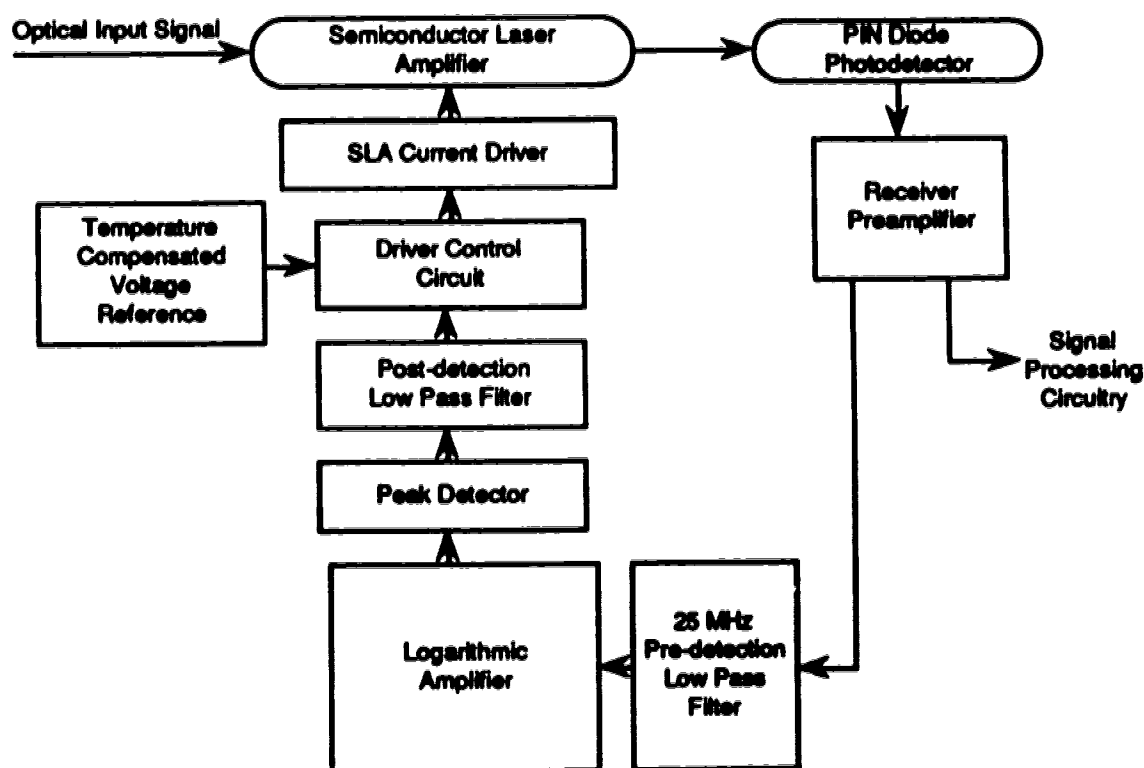 Optical Input Signal
Semiconductor Laser
Amplifier
PIN Diode
Photodetector
SLA Current Driver
Receiver
Preamplifier
Temperature
Compensated
Voltage
Reference
Driver Control
Circuit
Post-detection
Low Pass Filter
Signal
Processing
Circuitry
Peak Detector
Logarithmic
Amplifier
25 MHz
Pre-detection
Low Pass
Filter